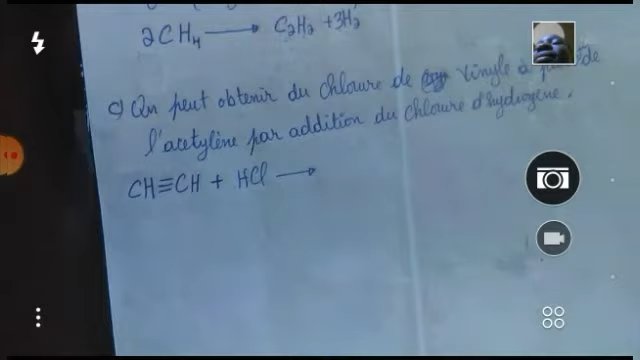 2CH₄ → C₂H₂ + 3H₂
c) On peut obtenir du chlorure de vinyle à de
l'acetylène par addition du chlorure d'hydrogène.
CH≡CH + HCl →